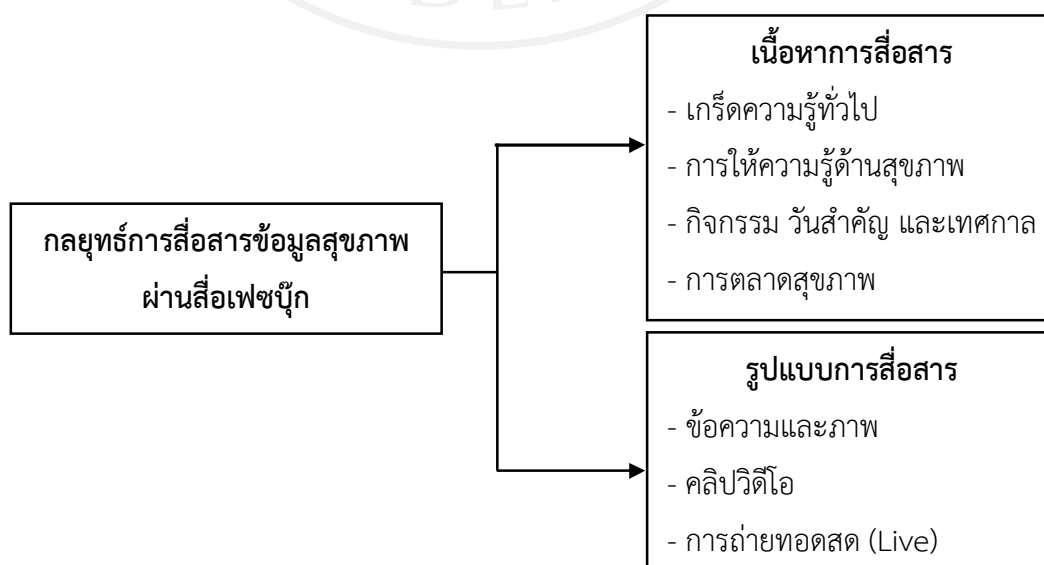 เนื้อหาการสื่อสาร
- เกร็ดความรู้ทั่วไป
- การให้ความรู้ด้านสุขภาพ
- กิจกรรม วันสำคัญ และเทศกาล
- การตลาดสุขภาพ
กลยุทธ์การสื่อสารข้อมูลสุขภาพ
ผ่านสื่อเฟซบุ๊ก
รูปแบบการสื่อสาร
- ข้อความและภาพ
- คลิปวิดีโอ
- การถ่ายทอดสด (Live)